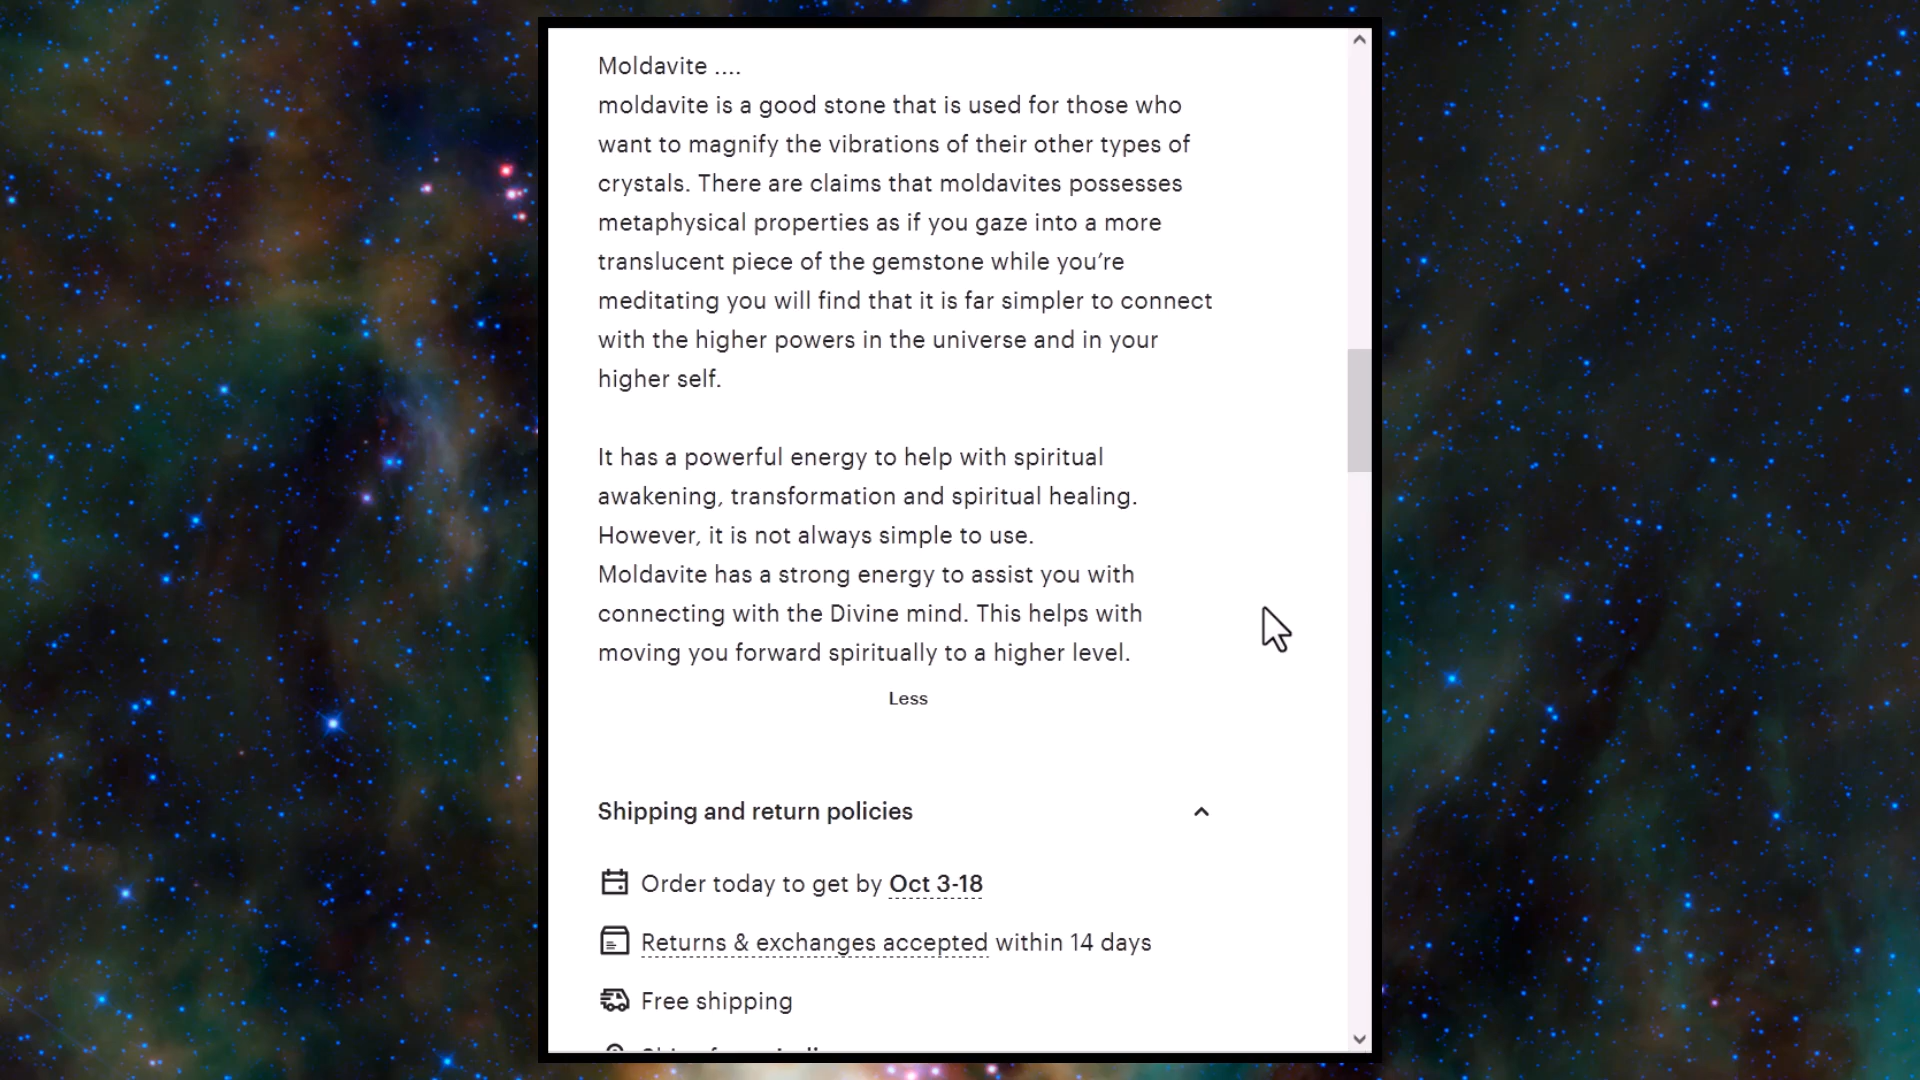 Moldavite ....
moldavite is a good stone that is used for those who
want to magnify the vibrations of their other types of
crystals. There are claims that moldavites possesses
metaphysical properties as if you gaze into a more
translucent piece of the gemstone while you’re
meditating you will find that it is far simpler to connect
with the higher powers in the universe and in your
higher self.
It has a powerful energy to help with spiritual
awakening, transformation and spiritual healing.
However, it is not always simple to use.
Moldavite has a strong energy to assist you with
connecting with the Divine mind. This helps with
moving you forward spiritually to a higher level.
Less
Shipping and return policies
Order today to get by Oct 3-18
Returns & exchanges accepted within 14 days
Free shipping